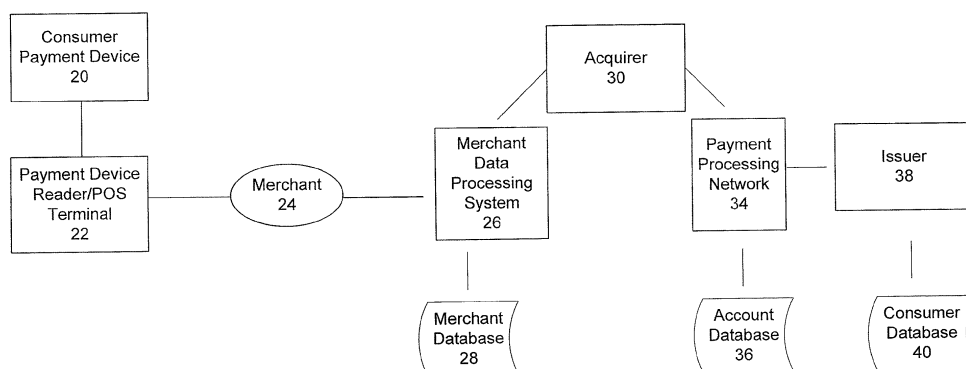 Consumer
Payment Device
20
Payment Device
Reader/POS
Terminal
22
Merchant
24
Merchant
Data
Processing
System
26
Merchant
Database
28
Acquirer
30
Payment
Processing
Network
34
Account
Database
36
Issuer
38
Consumer
Database
40